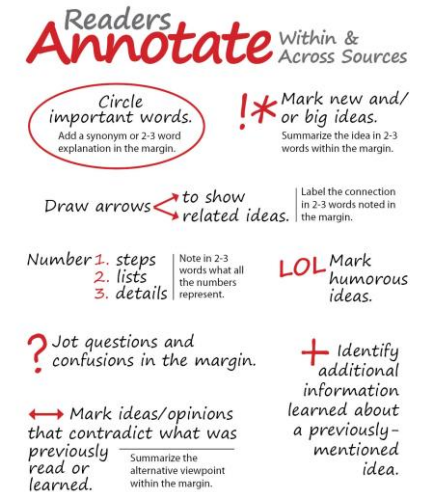 Readers
Annotate Within &
Across Sources
Circle
important words.
Add a synonym or 2-3 word
explanation in the margin.
!* Mark new and/
or big ideas.
Summarize the idea in 2-3
words within the margin.
Draw arrows to show
related ideas.
Label the connection
in 2-3 words noted in
the margin.
Number 1. steps
2. lists
3. details
Note in 2-3
words what all
the numbers
represent.
LOL Mark
humorous
ideas.
? Jot questions and
confusions in the margin.
+ Identify
additional
information
learned about
a previously-
mentioned
idea.
↔ Mark ideas/opinions
that contradict what was
previously
read or
learned.
Summarize the
alternative viewpoint
within the margin.